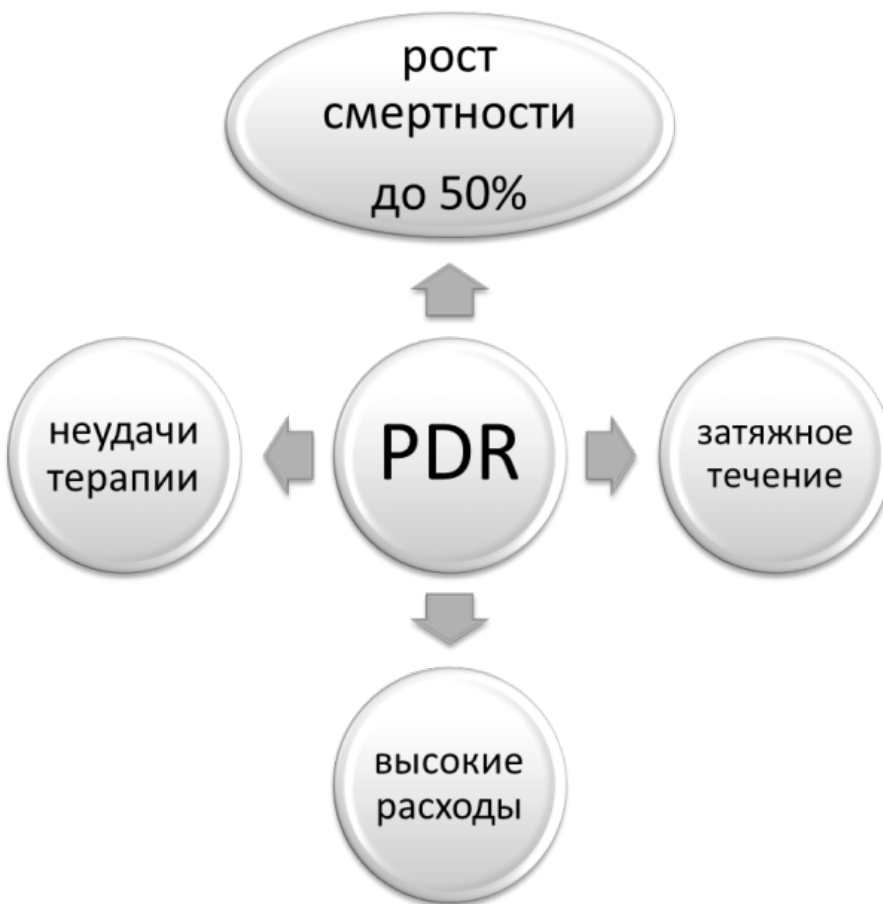 рост
смертности
до 50%
неудачи
терапии
PDR
затяжное
течение
высокие
расходы